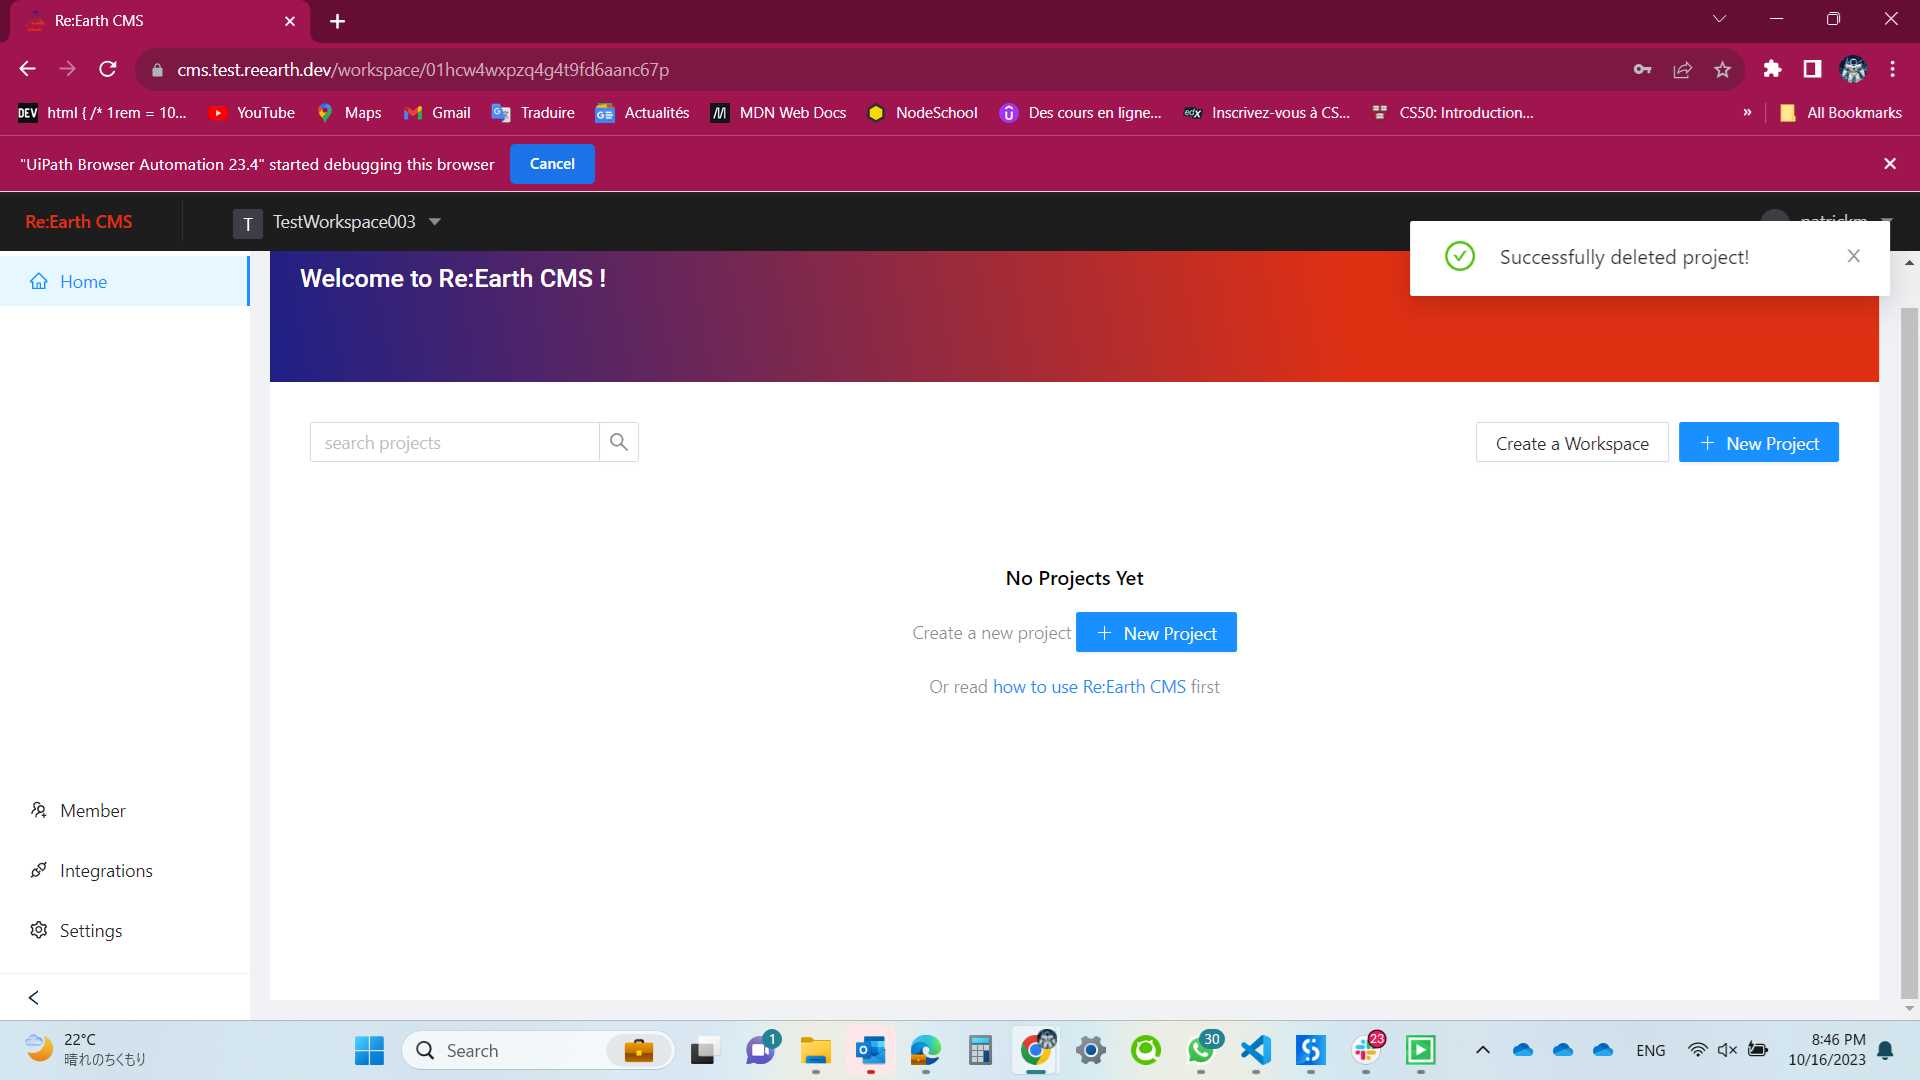 Re:Earth CMS
cms.test.reearth.dev/workspace/01hcw4wxpzq4g4t9fd6aanc67p
DEV html { /* 1rem = 10... YouTube Maps Gmail Traduire Actualités MDN Web Docs NodeSchool Des cours en ligne... edX Inscrivez-vous à CS... CS50: Introduction... » All Bookmarks
"UiPath Browser Automation 23.4" started debugging this browser Cancel
Re:Earth CMS T TestWorkspace003 patrickm
Successfully deleted project!
Home
Welcome to Re:Earth CMS !
search projects
Create a Workspace
New Project
No Projects Yet
Create a new project New Project
Or read how to use Re:Earth CMS first
Member
Integrations
Settings
22°C
晴れのちくもり
Search
1
30
23
ENG
8:46 PM
10/16/2023